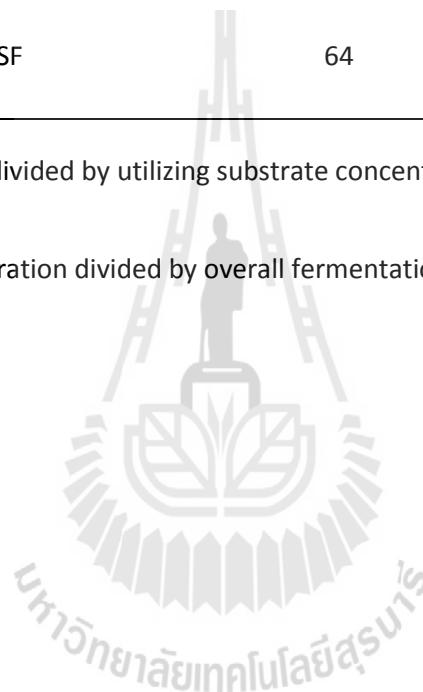 SF 64
divided by utilizing substrate concent
ration divided by overall fermentatio
มหาวิทยาลัยเทคโนโลยีสุรนารี